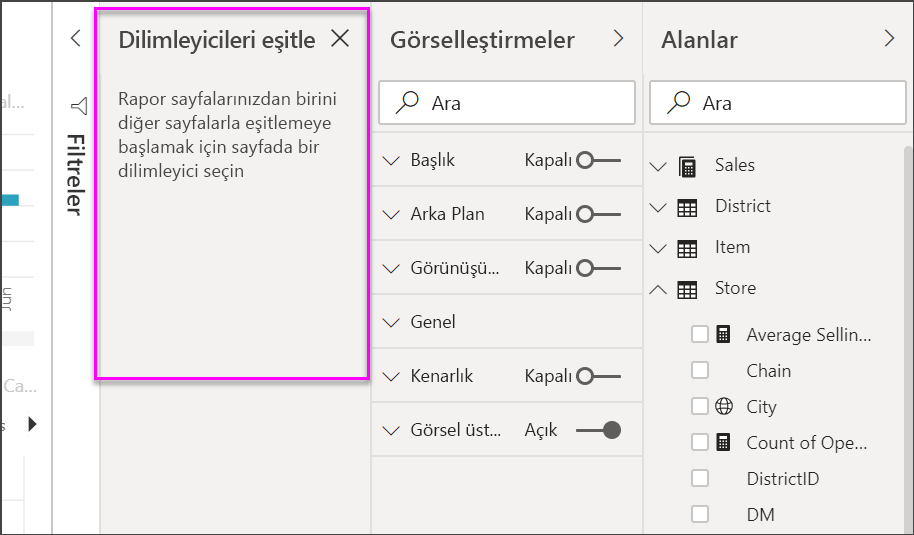 al...
Jun
Ca...
s
Filtreler
Dilimleyicileri eşitle
Rapor sayfalarınızdan birini
diğer sayfalarla eşitlemeye
başlamak için sayfada bir
dilimleyici seçin
Görselleştirmeler
Ara
Başlık Kapalı
Arka Plan Kapalı
Görünüşü... Kapalı
Genel
Kenarlık Kapalı
Görsel üst... Açık
Alanlar
Ara
Sales
District
Item
Store
Average Sellin...
Chain
City
Count of Ope...
DistrictID
DM